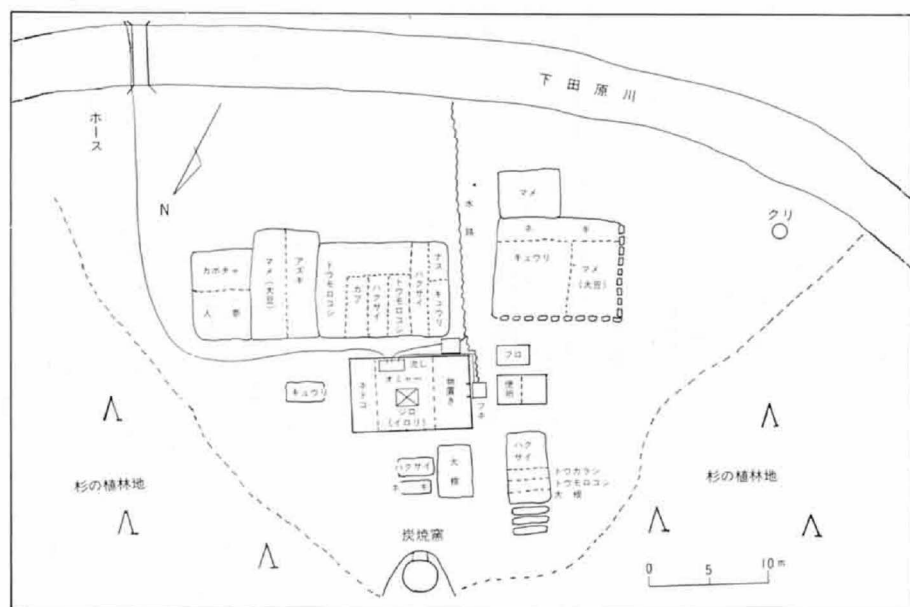 下田原川
ホース
N
水路
マメ
ネギ
キュウリ
マメ(大豆)
クリ
カボチャ
人参
マメ(大豆)
アズキ
トウモロコシ
カブ
ハクサイ
トウモロコシ
ハクサイ
ナス
キュウリ
流し
オミャー
ネドコ
ジロ
(イロリ)
物置き
フネ
フロ
便所
キュウリ
ハクサイ
ネギ
大根
ハクサイ
トウガラシ
トウモロコシ
大根
杉の植林地
杉の植林地
炭焼窯
0 5 10m